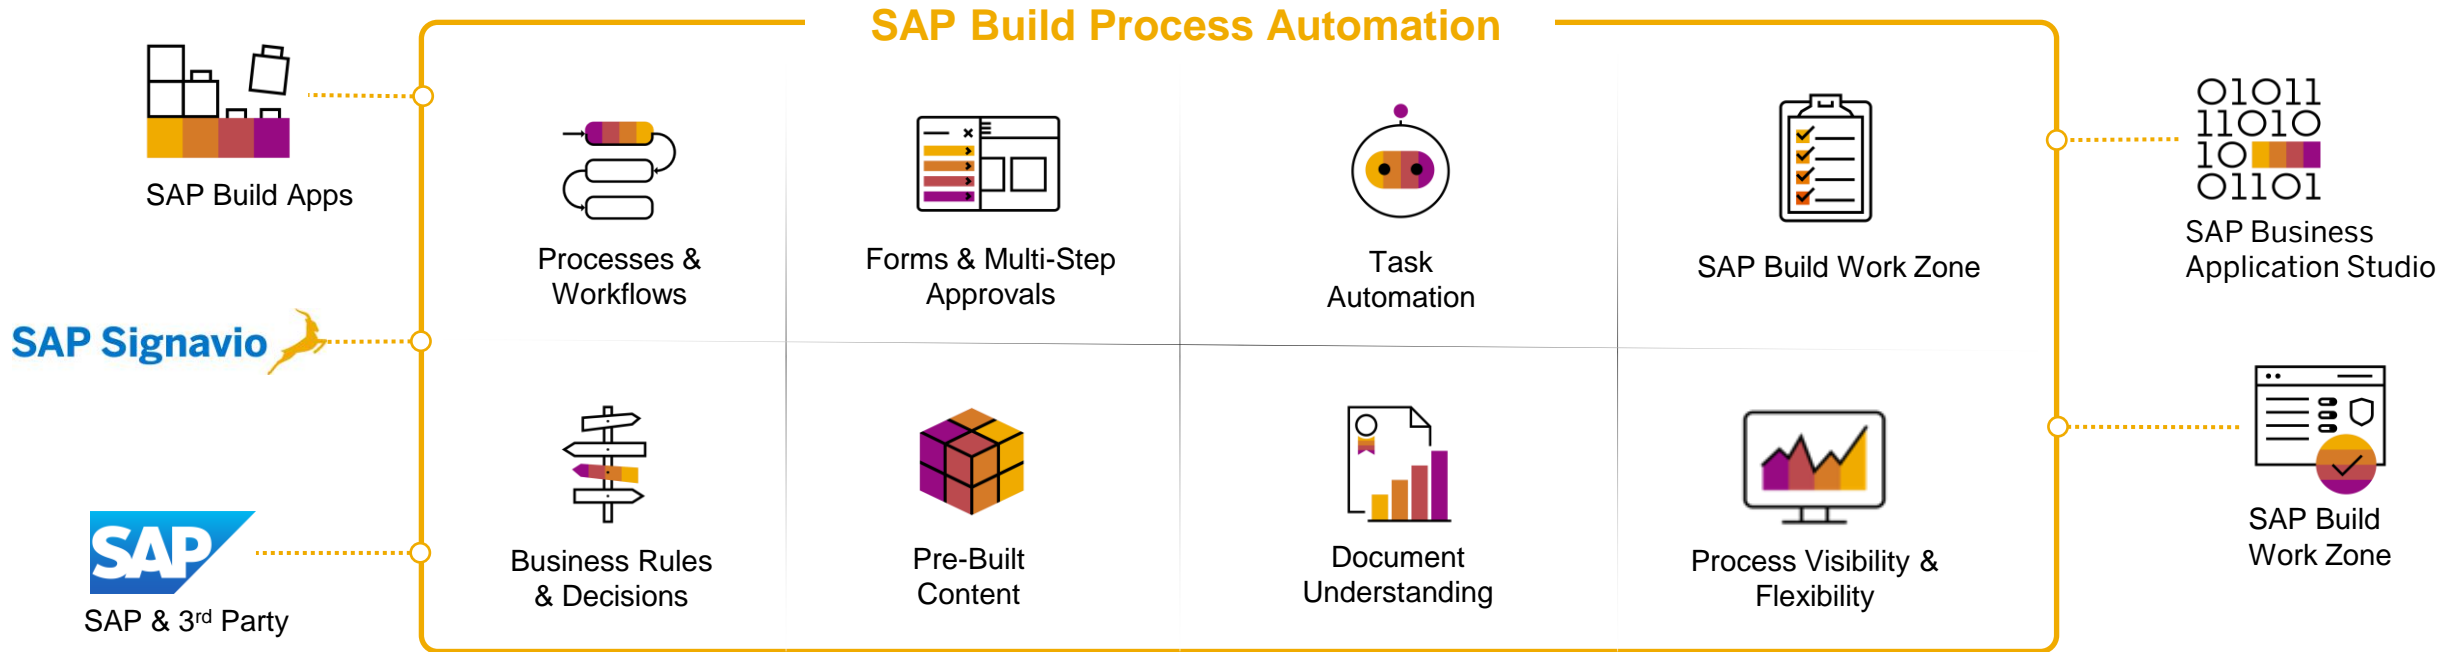 SAP Build Process Automation
SAP Build Apps
SAP Signavio
SAP
SAP & 3rd Party
Processes &
Workflows
Forms & Multi-Step
Approvals
Task
Automation
SAP Build Work Zone
Business Rules
& Decisions
Pre-Built
Content
Document
Understanding
Process Visibility &
Flexibility
01011
11010
10
01101
SAP Business
Application Studio
SAP Build
Work Zone